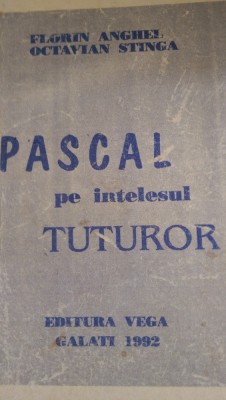 FLORIN ANGHEL
OCTAVIAN STINGA
PASCAL
pe intelesul
TUTUROR
EDITURA VEGA
GALATI 1992